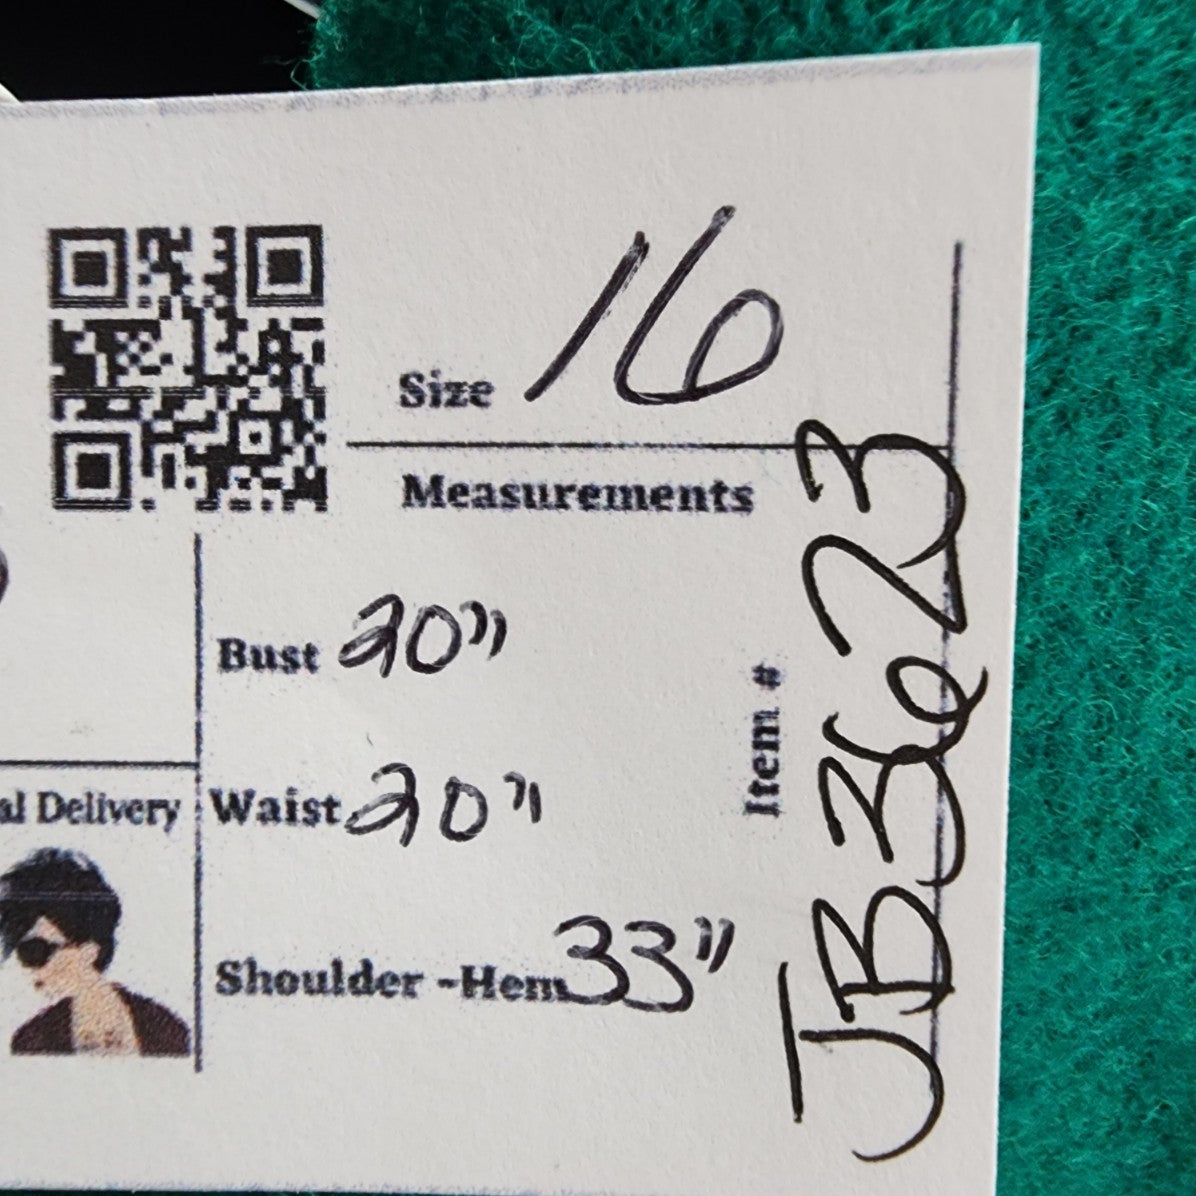 Size 16
Measurements
Bust 20"
Waist 20"
Shoulder -Hem 33"
al Delivery
Item #
JB3623